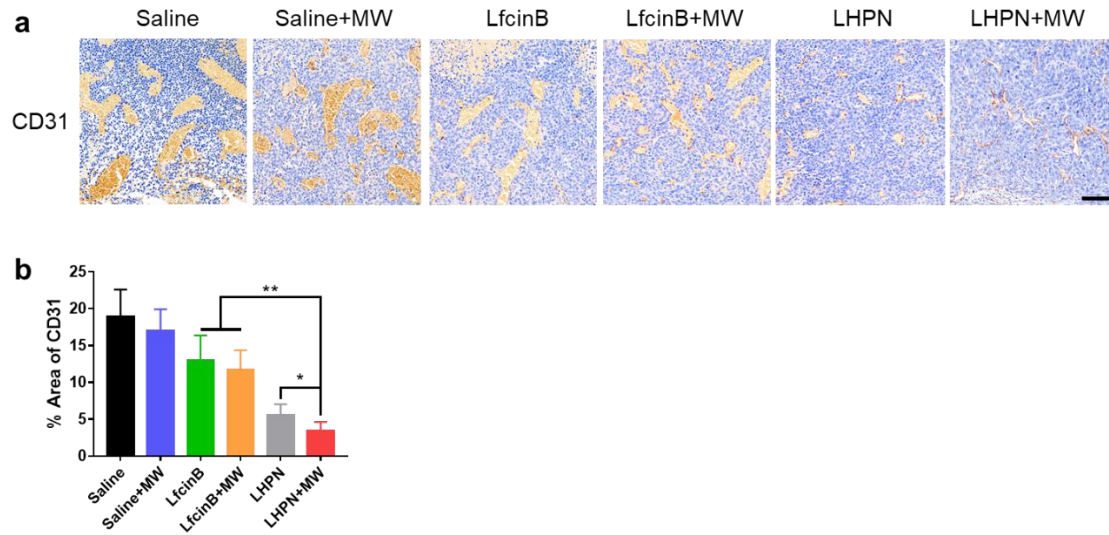 a
Saline Saline+MW LfcinB LfcinB+MW LHPN LHPN+MW
CD31
b
% Area of CD31
25
20
15
10
5
0
**
*
Saline
Saline+MW
LfcinB
LfcinB+MW
LHPN
LHPN+MW